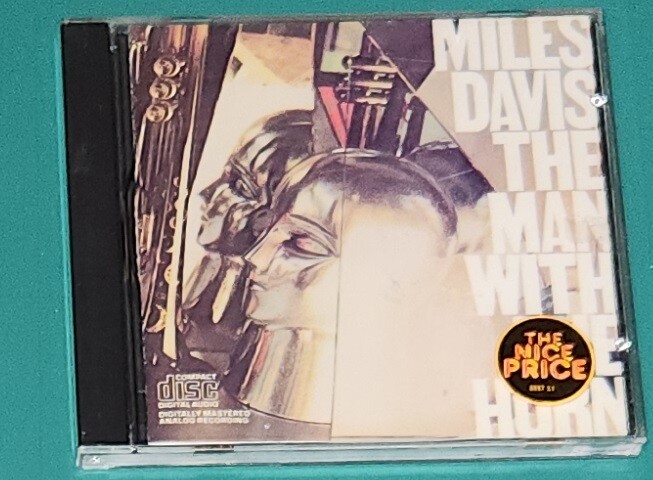 MILES
DAVIS
THE
MAN
WITH
E
HORN
THE
NICE
PRICE
COMPACT
disc
DIGITAL AUDIO
DIGITALLY MASTERED
ANALOG RECORDING